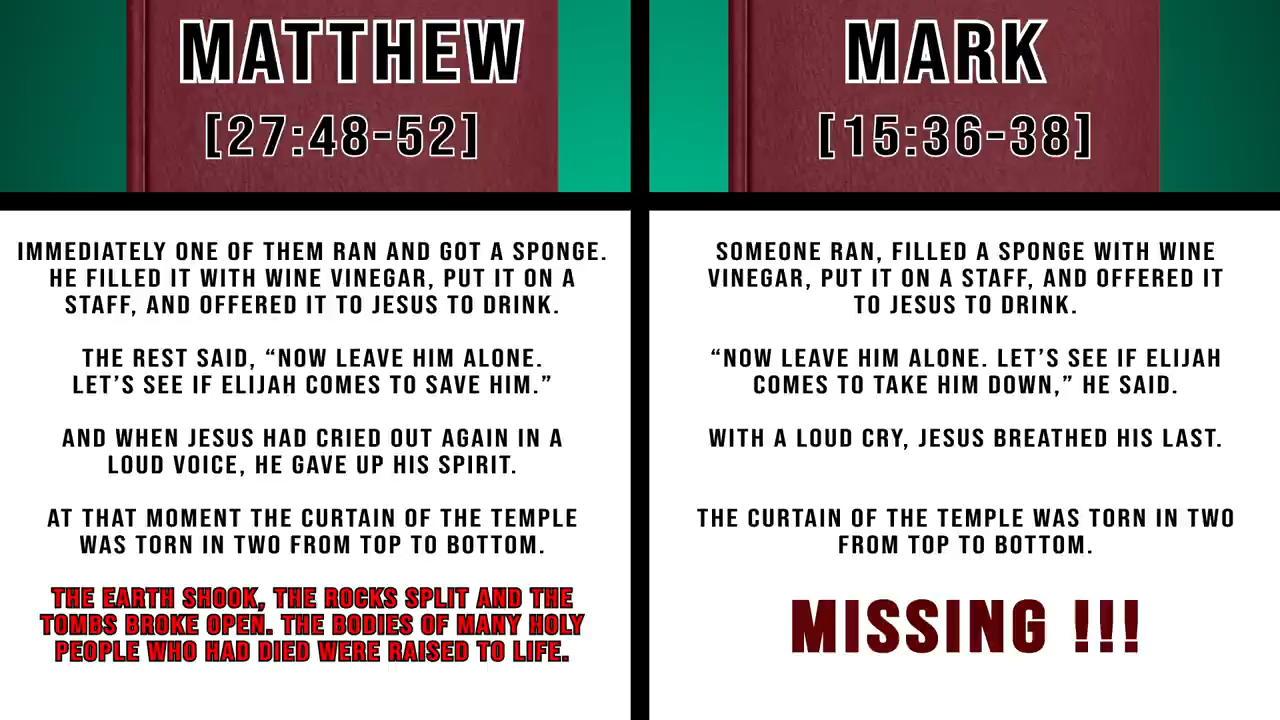 MATTHEW
[27:48-52]
IMMEDIATELY ONE OF THEM RAN AND GOT A SPONGE.
HE FILLED IT WITH WINE VINEGAR, PUT IT ON A
STAFF, AND OFFERED IT TO JESUS TO DRINK.
THE REST SAID, “NOW LEAVE HIM ALONE.
LET’S SEE IF ELIJAH COMES TO SAVE HIM.”
AND WHEN JESUS HAD CRIED OUT AGAIN IN A
LOUD VOICE, HE GAVE UP HIS SPIRIT.
AT THAT MOMENT THE CURTAIN OF THE TEMPLE
WAS TORN IN TWO FROM TOP TO BOTTOM.
THE EARTH SHOOK, THE ROCKS SPLIT AND THE
TOMBS BROKE OPEN. THE BODIES OF MANY HOLY
PEOPLE WHO HAD DIED WERE RAISED TO LIFE.
MARK
[15:36-38]
SOMEONE RAN, FILLED A SPONGE WITH WINE
VINEGAR, PUT IT ON A STAFF, AND OFFERED IT
TO JESUS TO DRINK.
“NOW LEAVE HIM ALONE. LET’S SEE IF ELIJAH
COMES TO TAKE HIM DOWN,” HE SAID.
WITH A LOUD CRY, JESUS BREATHED HIS LAST.
THE CURTAIN OF THE TEMPLE WAS TORN IN TWO
FROM TOP TO BOTTOM.
MISSING !!!